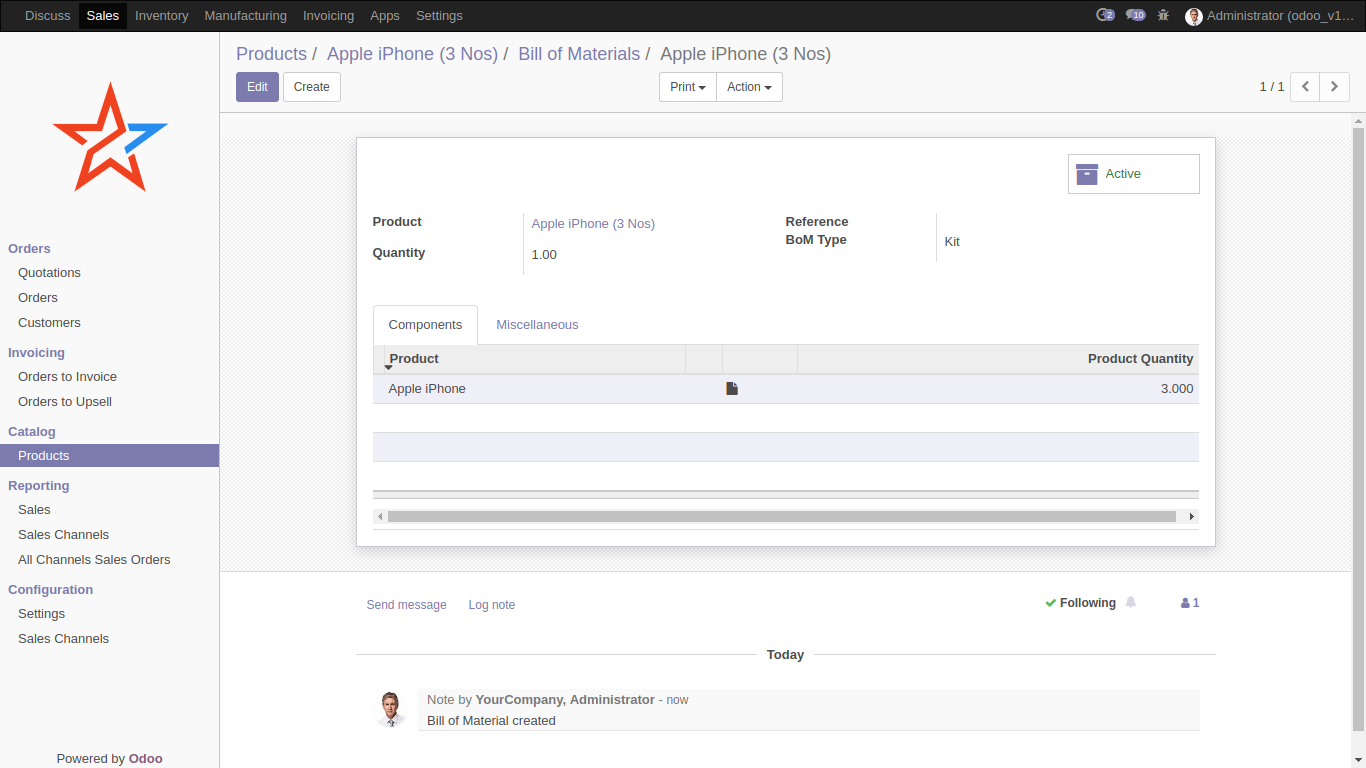 Discuss Sales Inventory Manufacturing Invoicing Apps Settings 2 10 Administrator (odoo_v1…
Products / Apple iPhone (3 Nos) / Bill of Materials / Apple iPhone (3 Nos)
Edit Create Print Action 1 / 1
Active
Product Apple iPhone (3 Nos) Reference
BoM Type Kit
Quantity 1.00
Components Miscellaneous
Product Product Quantity
Apple iPhone 3.000
Send message Log note Following 1
Today
Note by YourCompany, Administrator - now
Bill of Material created
Orders
Quotations
Orders
Customers
Invoicing
Orders to Invoice
Orders to Upsell
Catalog
Products
Reporting
Sales
Sales Channels
All Channels Sales Orders
Configuration
Settings
Sales Channels
Powered by Odoo